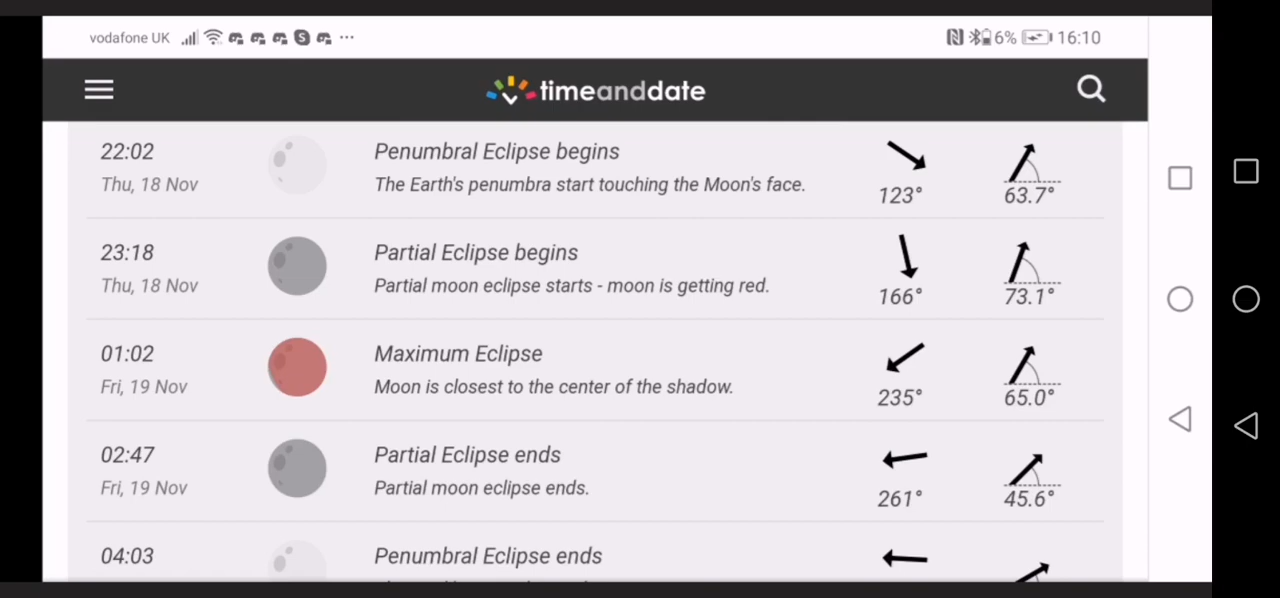 vodafone UK 6% 16:10
timeanddate
22:02 Penumbral Eclipse begins
Thu, 18 Nov The Earth's penumbra start touching the Moon's face. 123° 63.7°
23:18 Partial Eclipse begins
Thu, 18 Nov Partial moon eclipse starts - moon is getting red. 166° 73.1°
01:02 Maximum Eclipse
Fri, 19 Nov Moon is closest to the center of the shadow. 235° 65.0°
02:47 Partial Eclipse ends
Fri, 19 Nov Partial moon eclipse ends. 261° 45.6°
04:03 Penumbral Eclipse ends